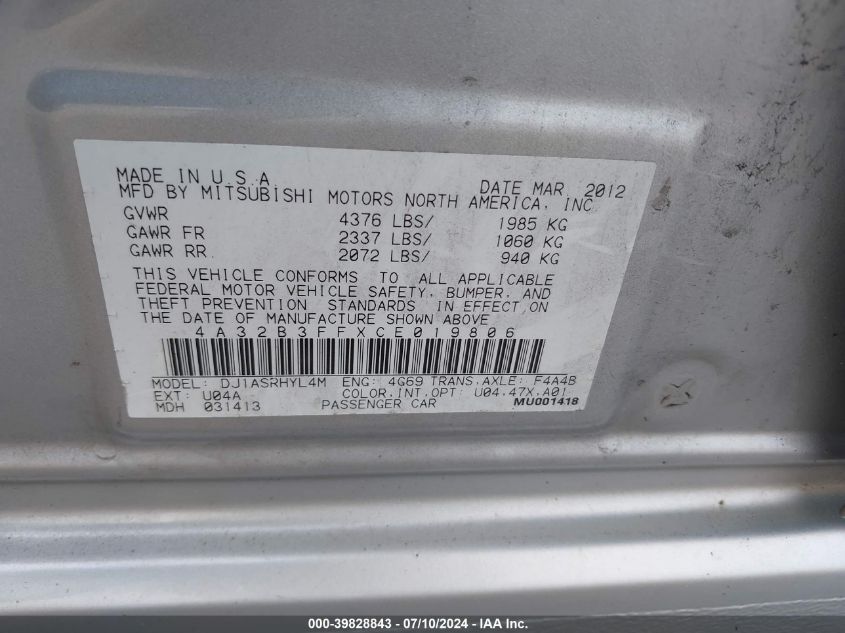 MADE IN U.S.A. DATE MAR 2012
MFD BY MITSUBISHI MOTORS NORTH AMERICA, INC
GVWR 4376 LBS/ 1985 KG
GAWR FR 2337 LBS/ 1060 KG
GAWR RR 2072 LBS/ 940 KG
THIS VEHICLE CONFORMS TO ALL APPLICABLE
FEDERAL MOTOR VEHICLE SAFETY, BUMPER, AND
THEFT PREVENTION STANDARDS IN EFFECT ON
THE DATE OF MANUFACTURE SHOWN ABOVE
4A32B3FFXCE019806
MODEL: DJ1ASRHYL4M ENG: 4G69 TRANS.AXLE: F4A4B
EXT: U04A COLOR.INT.OPT: U04.47X.A01
MDH 031413 PASSENGER CAR MU001418
000-39828843 - 07/10/2024 - IAA Inc.